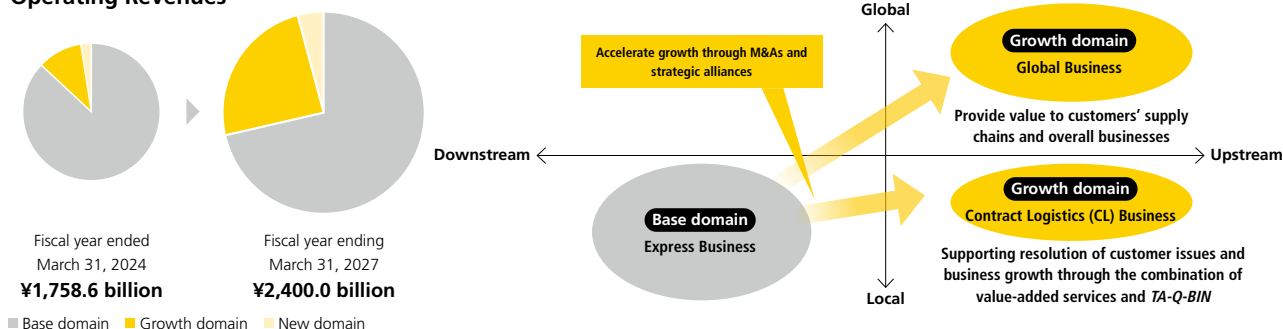 Operating Revenues
Fiscal year ended
March 31, 2024
¥1,758.6 billion
Fiscal year ending
March 31, 2027
¥2,400.0 billion
Base domain
Growth domain
New domain
Global
Accelerate growth through M&As and
strategic alliances
Growth domain
Global Business
Provide value to customers’ supply
chains and overall businesses
Downstream
Upstream
Base domain
Express Business
Growth domain
Contract Logistics (CL) Business
Supporting resolution of customer issues and
business growth through the combination of
value-added services and TA-Q-BIN
Local